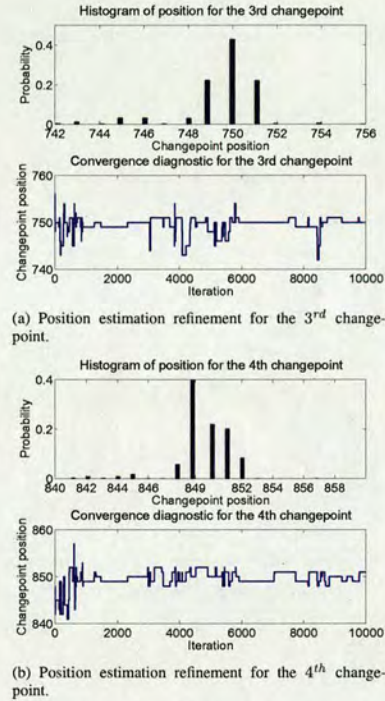 Histogram of position for the 3rd changepoint
Probability
0.4
0.2
0
742 744 746 748 750 752 754 756
Changepoint position
Convergence diagnostic for the 3rd changepoint
Changepoint position
760
750
740
0 2000 4000 6000 8000 10000
Iteration
(a) Position estimation refinement for the 3rd change-
point.
Histogram of position for the 4th changepoint
Probability
0.4
0.2
0
840 842 844 846 849 852 854 856 858
Changepoint position
Convergence diagnostic for the 4th changepoint
Changepoint position
860
850
840
0 2000 4000 6000 8000 10000
Iteration
(b) Position estimation refinement for the 4th change-
point.